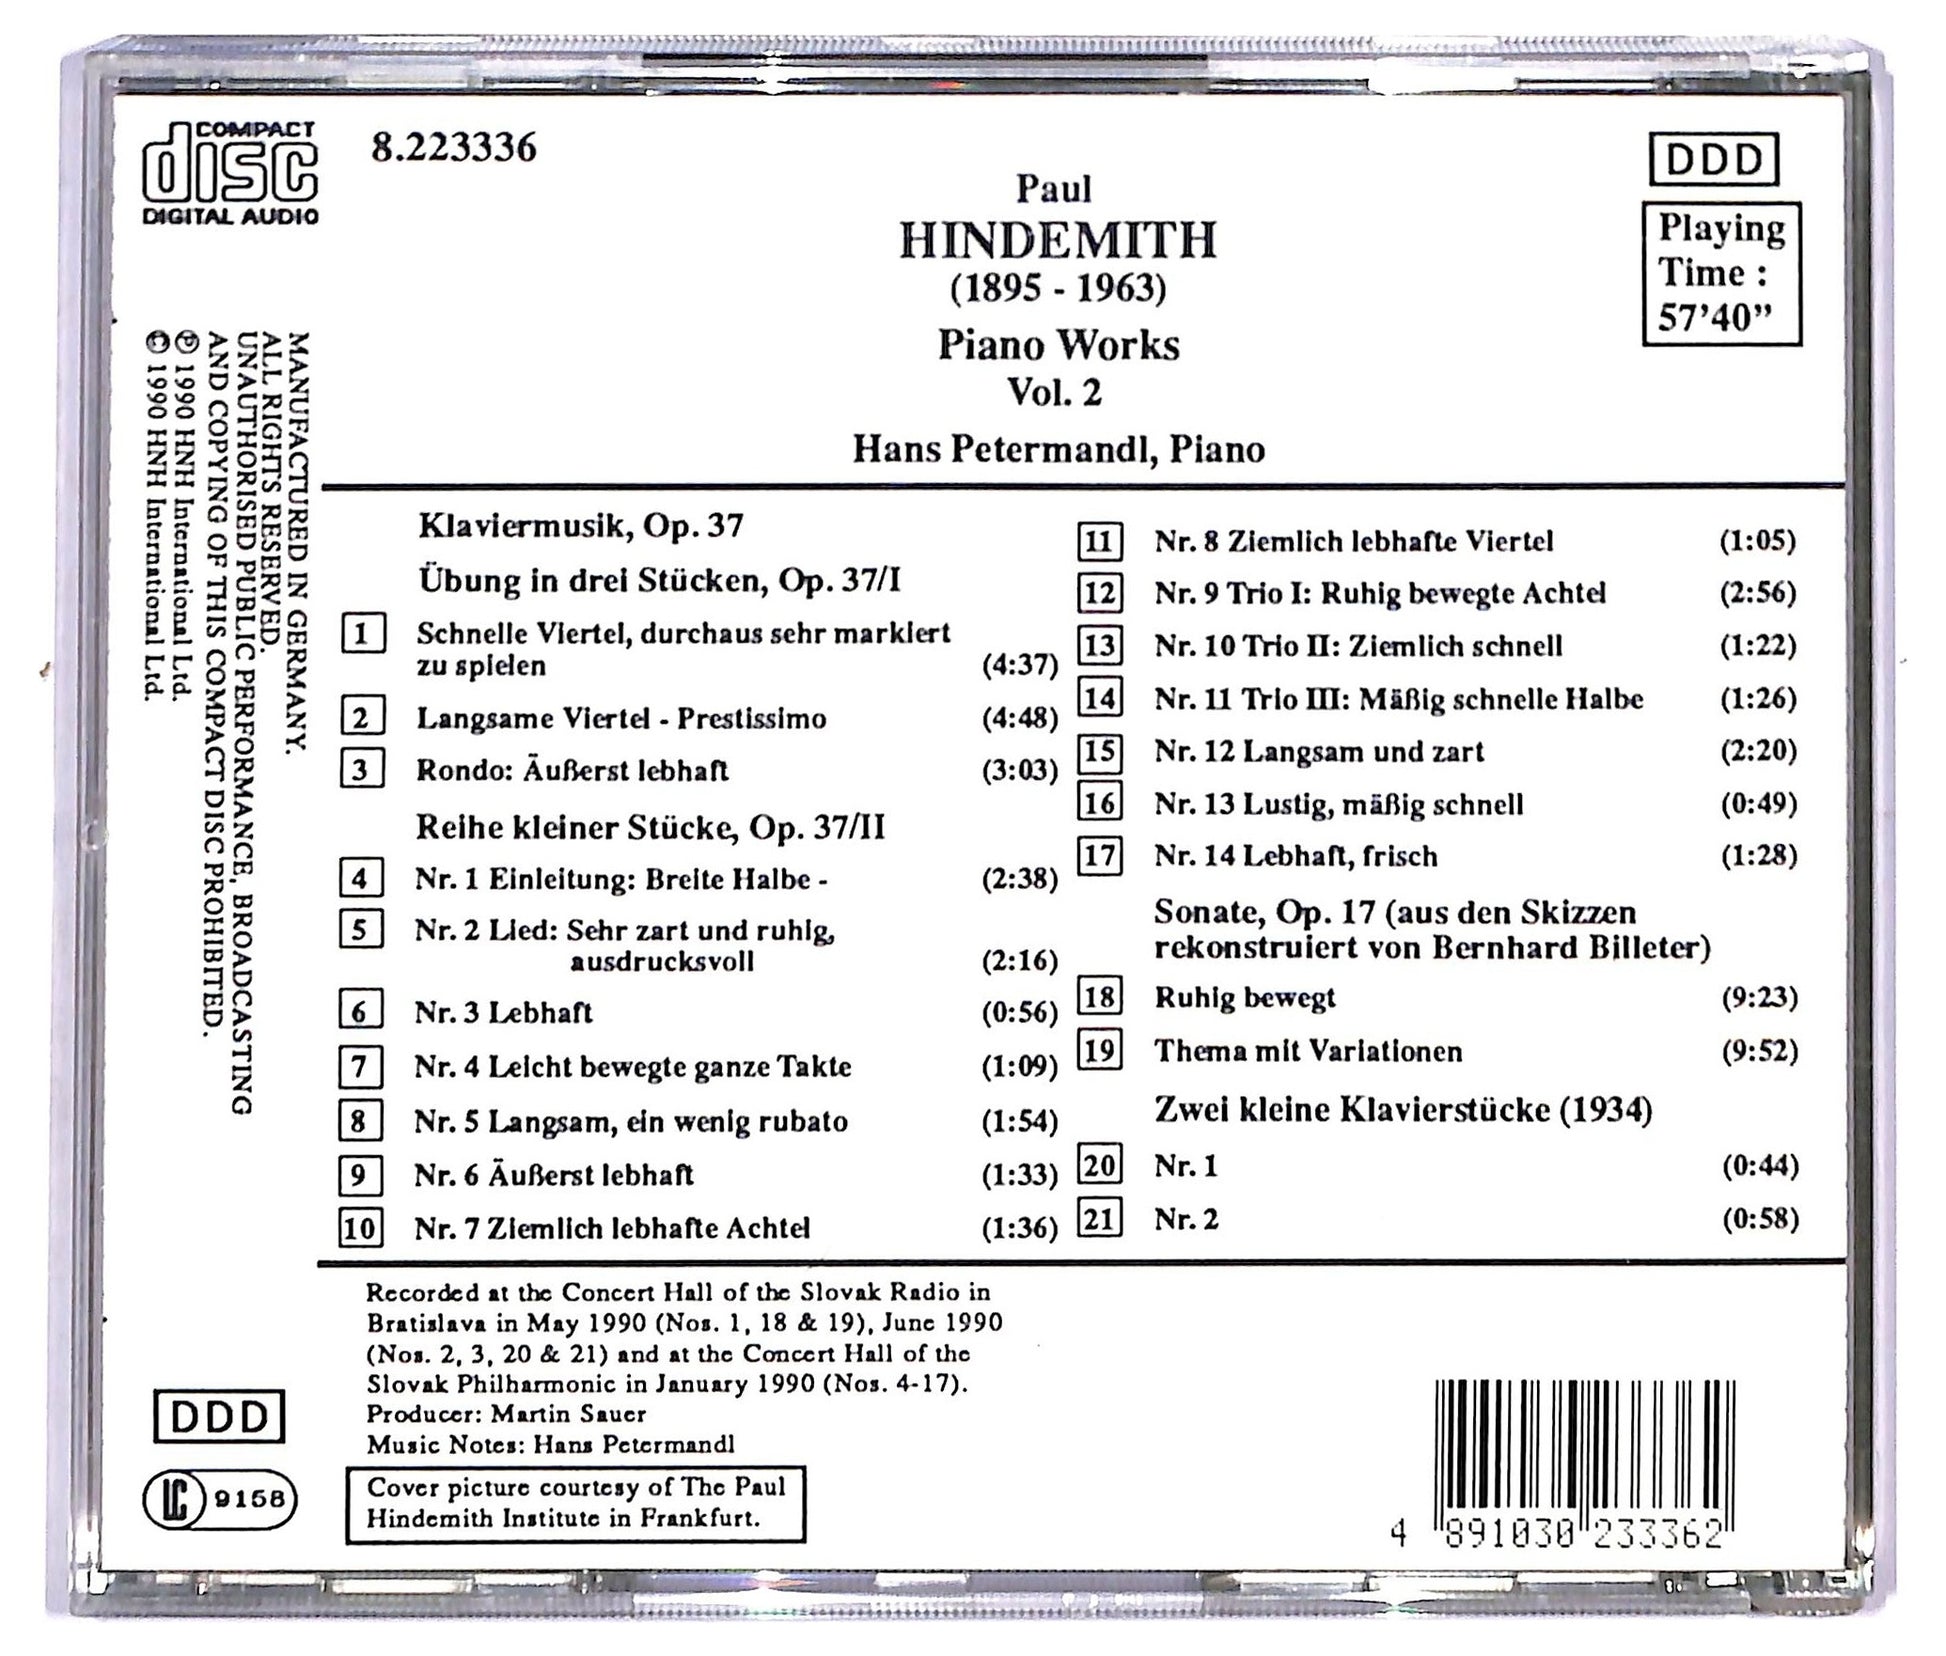 COMPACT
disc
DIGITAL AUDIO
8.223336
DDD
Playing
Time :
57’40”
Paul
HINDEMITH
(1895 - 1963)
Piano Works
Vol. 2
Hans Petermandl, Piano
MANUFACTURED IN GERMANY.
ALL RIGHTS RESERVED.
UNAUTHORISED PUBLIC PERFORMANCE, BROADCASTING
AND COPYING OF THIS COMPACT DISC PROHIBITED.
℗ 1990 HNH International Ltd.
© 1990 HNH International Ltd.
Klaviermusik, Op. 37
Übung in drei Stücken, Op. 37/I
1 Schnelle Viertel, durchaus sehr markiert
zu spielen (4:37)
2 Langsame Viertel - Prestissimo (4:48)
3 Rondo: Äußerst lebhaft (3:03)
Reihe kleiner Stücke, Op. 37/II
4 Nr. 1 Einleitung: Breite Halbe - (2:38)
5 Nr. 2 Lied: Sehr zart und ruhig,
ausdrucksvoll (2:16)
6 Nr. 3 Lebhaft (0:56)
7 Nr. 4 Leicht bewegte ganze Takte (1:09)
8 Nr. 5 Langsam, ein wenig rubato (1:54)
9 Nr. 6 Äußerst lebhaft (1:33)
10 Nr. 7 Ziemlich lebhafte Achtel (1:36)
11 Nr. 8 Ziemlich lebhafte Viertel (1:05)
12 Nr. 9 Trio I: Ruhig bewegte Achtel (2:56)
13 Nr. 10 Trio II: Ziemlich schnell (1:22)
14 Nr. 11 Trio III: Mäßig schnelle Halbe (1:26)
15 Nr. 12 Langsam und zart (2:20)
16 Nr. 13 Lustig, mäßig schnell (0:49)
17 Nr. 14 Lebhaft, frisch (1:28)
Sonate, Op. 17 (aus den Skizzen
rekonstruiert von Bernhard Billeter)
18 Ruhig bewegt (9:23)
19 Thema mit Variationen (9:52)
Zwei kleine Klavierstücke (1934)
20 Nr. 1 (0:44)
21 Nr. 2 (0:58)
Recorded at the Concert Hall of the Slovak Radio in
Bratislava in May 1990 (Nos. 1, 18 & 19), June 1990
(Nos. 2, 3, 20 & 21) and at the Concert Hall of the
Slovak Philharmonic in January 1990 (Nos. 4-17).
Producer: Martin Sauer
Music Notes: Hans Petermandl
Cover picture courtesy of The Paul
Hindemith Institute in Frankfurt.
DDD
LC 9158
4 891030 233362